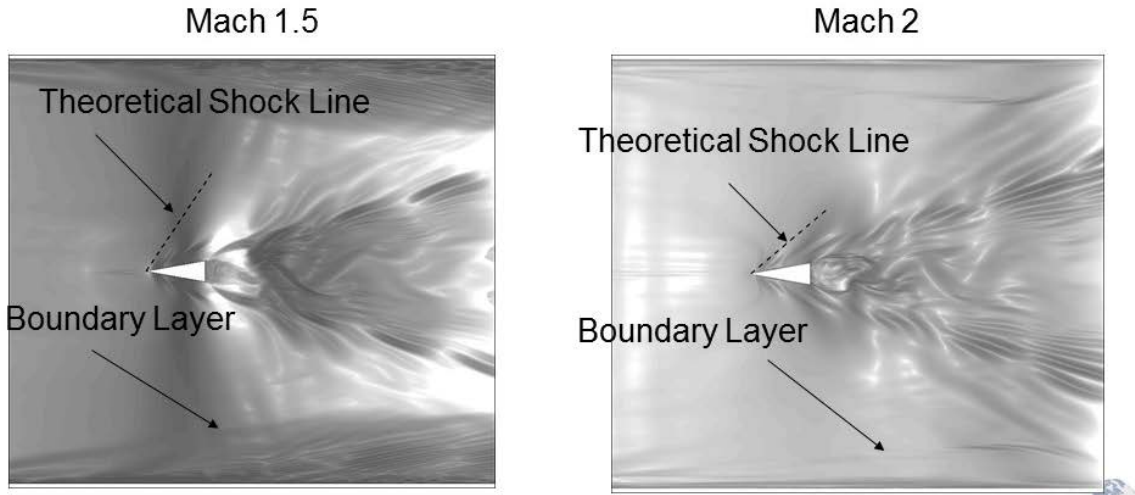 Mach 1.5
Mach 2
Theoretical Shock Line
Theoretical Shock Line
Boundary Layer
Boundary Layer